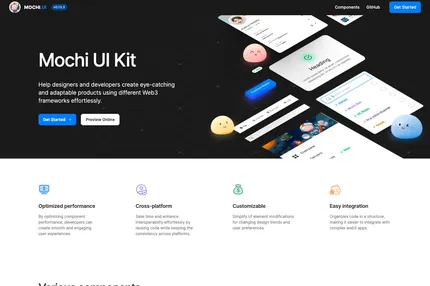 MOCHI.UI
Components
GitHub
Get Started
Mochi UI Kit
Help designers and developers create eye-catching
and adaptable products using different Web3
frameworks effortlessly.
Get Started →
Preview Online
Heading
Optimized performance
By optimizing component
performance, developers can
create smooth and engaging
user experiences.
Cross-platform
Save time and enhance
interoperability effortlessly by
reusing code while keeping the
consistency across platforms.
Customizable
Simplify UI element modifications
for changing design trends and
user preferences.
Easy integration
Organizes code in a structure,
making it easier to integrate with
complex web3 apps.
Various components